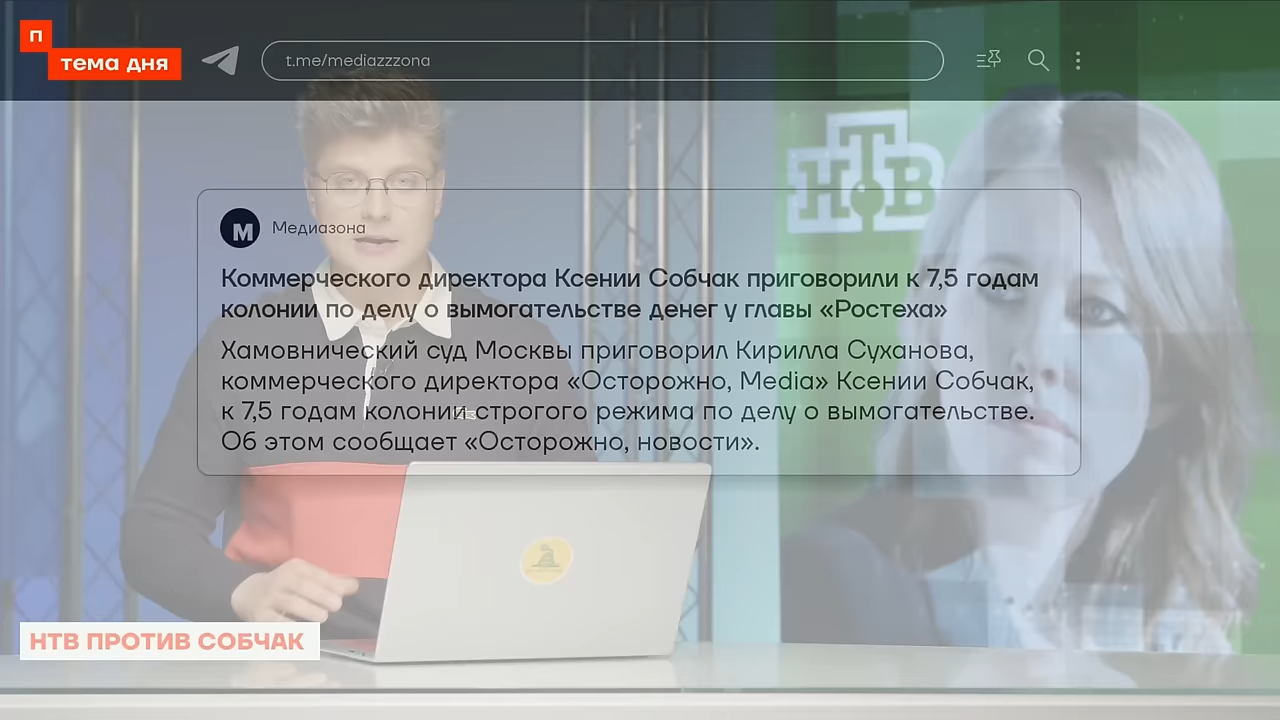 п
тема дня
t.me/mediazzzona
НТВ
М
Медиазона
Коммерческого директора Ксении Собчак приговорили к 7,5 годам
колонии по делу о вымогательстве денег у главы «Ростеха»
Хамовнический суд Москвы приговорил Кирилла Суханова,
коммерческого директора «Осторожно, Media» Ксении Собчак,
к 7,5 годам колонии строгого режима по делу о вымогательстве.
Об этом сообщает «Осторожно, новости».
НТВ ПРОТИВ СОБЧАК